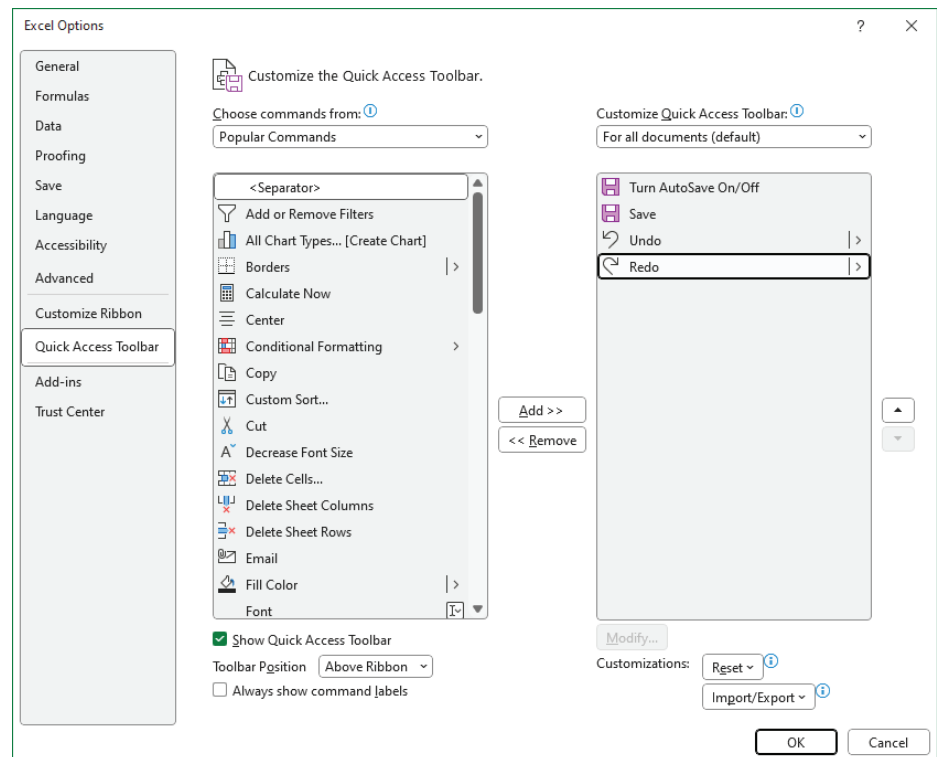 Excel Options
?
General
Formulas
Data
Proofing
Save
Language
Accessibility
Advanced
Customize Ribbon
Quick Access Toolbar
Add-ins
Trust Center
Customize the Quick Access Toolbar.
Choose commands from:
Popular Commands
<Separator>
Add or Remove Filters
All Chart Types... [Create Chart]
Borders
Calculate Now
Center
Conditional Formatting
Copy
Custom Sort...
Cut
Decrease Font Size
Delete Cells...
Delete Sheet Columns
Delete Sheet Rows
Email
Fill Color
Font
Show Quick Access Toolbar
Toolbar Position Above Ribbon
Always show command labels
Add >>
<< Remove
Customize Quick Access Toolbar:
For all documents (default)
Turn AutoSave On/Off
Save
Undo
Redo
Modify...
Customizations: Reset
Import/Export
OK Cancel